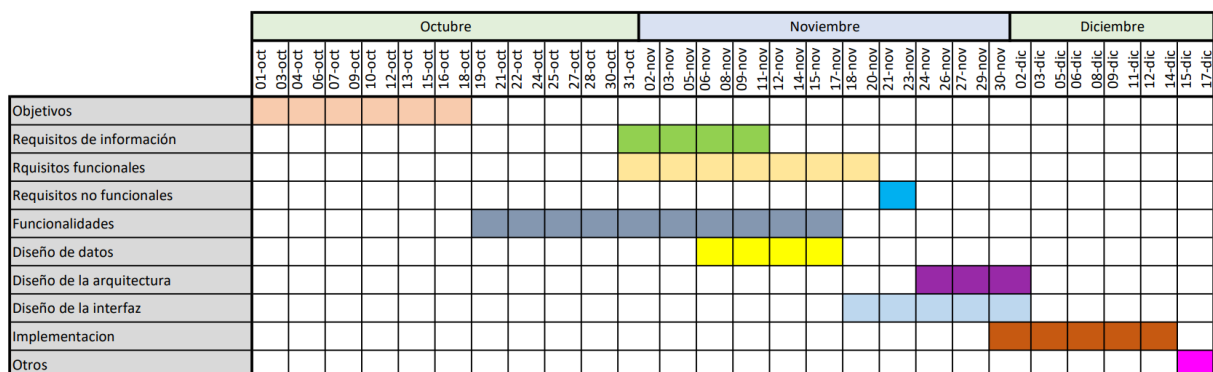 Octubre Noviembre Diciembre
01-oct 03-oct 04-oct 06-oct 07-oct 09-oct 10-oct 12-oct 13-oct 15-oct 16-oct 18-oct 19-oct 21-oct 22-oct 24-oct 25-oct 27-oct 28-oct 30-oct 31-oct 02-nov 03-nov 05-nov 06-nov 08-nov 09-nov 11-nov 12-nov 14-nov 15-nov 17-nov 18-nov 20-nov 21-nov 23-nov 24-nov 26-nov 27-nov 29-nov 30-nov 02-dic 03-dic 05-dic 06-dic 08-dic 09-dic 11-dic 12-dic 14-dic 15-dic 17-dic
Objetivos
Requisitos de información
Rquisitos funcionales
Requisitos no funcionales
Funcionalidades
Diseño de datos
Diseño de la arquitectura
Diseño de la interfaz
Implementacion
Otros